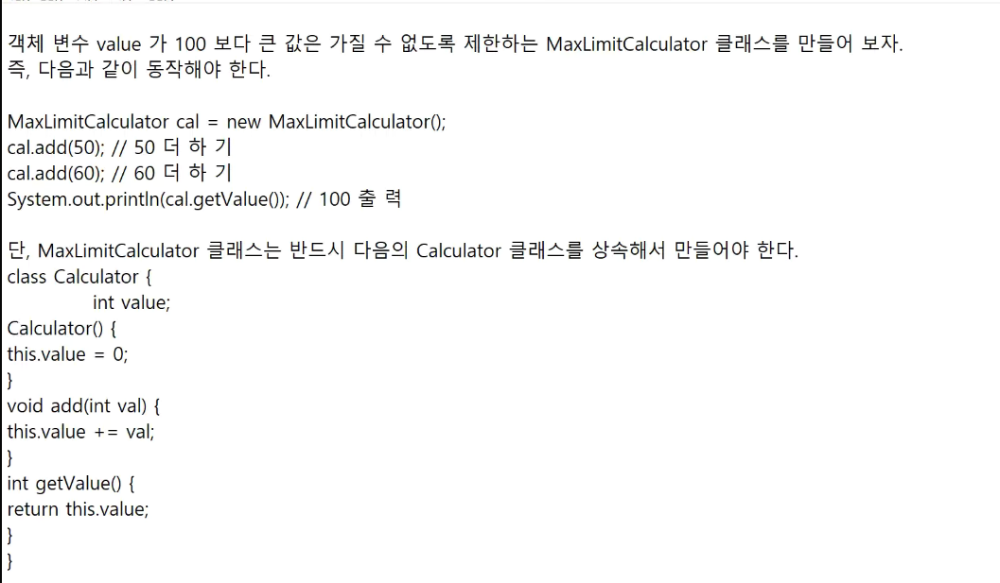 객체 변수 value 가 100 보다 큰 값은 가질 수 없도록 제한하는 MaxLimitCalculator 클래스를 만들어 보자.
즉, 다음과 같이 동작해야 한다.
MaxLimitCalculator cal = new MaxLimitCalculator();
cal.add(50); // 50 더 하 기
cal.add(60); // 60 더 하 기
System.out.println(cal.getValue()); // 100 출 력
단, MaxLimitCalculator 클래스는 반드시 다음의 Calculator 클래스를 상속해서 만들어야 한다.
class Calculator {
int value;
Calculator() {
this.value = 0;
}
void add(int val) {
this.value += val;
}
int getValue() {
return this.value;
}
}